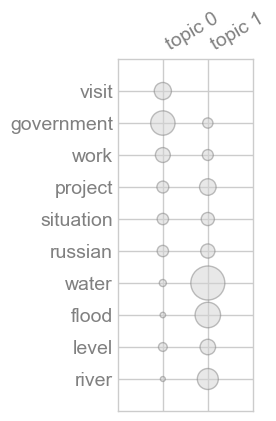 topic 0
topic 1
visit
government
work
project
situation
russian
water
flood
level
river